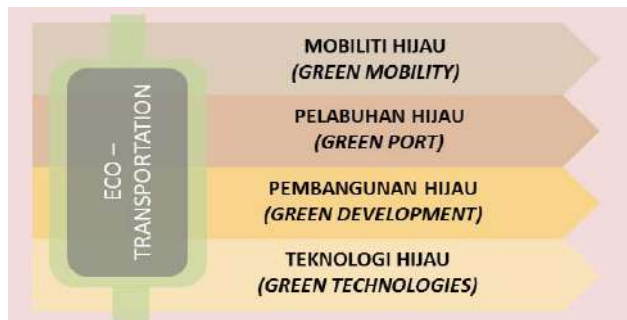 ECO –
TRANSPORTATION
MOBILITI HIJAU
(GREEN MOBILITY)
PELABUHAN HIJAU
(GREEN PORT)
PEMBANGUNAN HIJAU
(GREEN DEVELOPMENT)
TEKNOLOGI HIJAU
(GREEN TECHNOLOGIES)